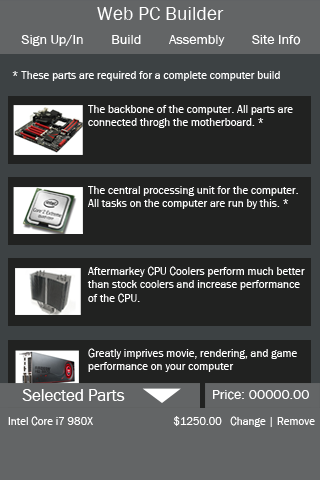 Web PC Builder
Sign Up/In Build Assembly Site Info
* These parts are required for a complete computer build
The backbone of the computer. All parts are
connected throgh the motherboard. *
The central processing unit for the computer.
All tasks on the computer are run by this. *
Aftermarkey CPU Coolers perform much better
than stock coolers and increase performance
of the CPU.
Greatly imprives movie, rendering, and game
performance on your computer
Selected Parts Price: 00000.00
Intel Core i7 980X $1250.00 Change | Remove